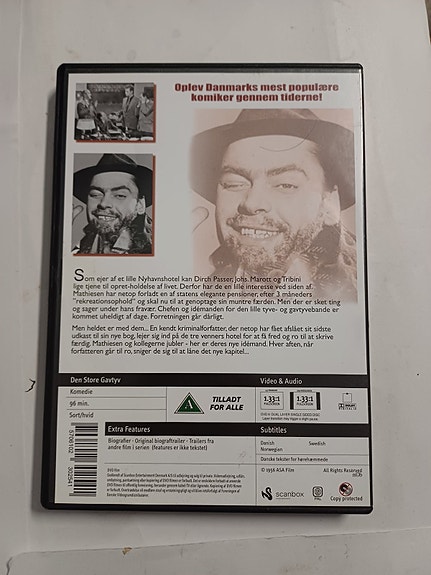 Oplev Danmarks mest populære
komiker gennem tiderne!
Som ejer af et lille Nyhavnshotel kan Dirch Passer, Johs. Marott og Tribini
lige tjene til opret-holdelse af livet. Derfor har de en lille interesse ved siden af.
Mathiesen har netop forladt en af statens elegante pensioner, efter 3 måneders
"rekreationsophold" og skal nu til at genoptage sin muntre færden. Men der er sket ting
og sager under hans fravær. Chefen og idémanden for den lille tyve- og gavtyvebande er
kommet uheldigt af dage. Forretningen går dårligt.
Men heldet er med dem... En kendt kriminalforfatter, der netop har fået afslået sit sidste
udkast til sin nye bog, lejer sig ind på de tre venners hotel for at få fred og ro til at skrive
færdig. Mathiesen og kollegerne jubler - her er deres nye idémand. Hver aften, når
forfatteren går til ro, sniger de sig til at låne det nye kapitel...
Den Store Gavtyv
Komedie
96 min.
Sort/hvid
A
TILLADT
FOR ALLE
Video & Audio
1.33:1
1.33:1
Extra Features
Biografier · Original biograftrailer · Trailers fra
andre film i serien (features er ikke tekstet)
Subtitles
Danish
Swedish
Norwegian
Danske tekster for hørehæmmede
© 1956 ASA Film
All Rights Reserved
scanbox
PAL
Copy protected
5 708102 303541